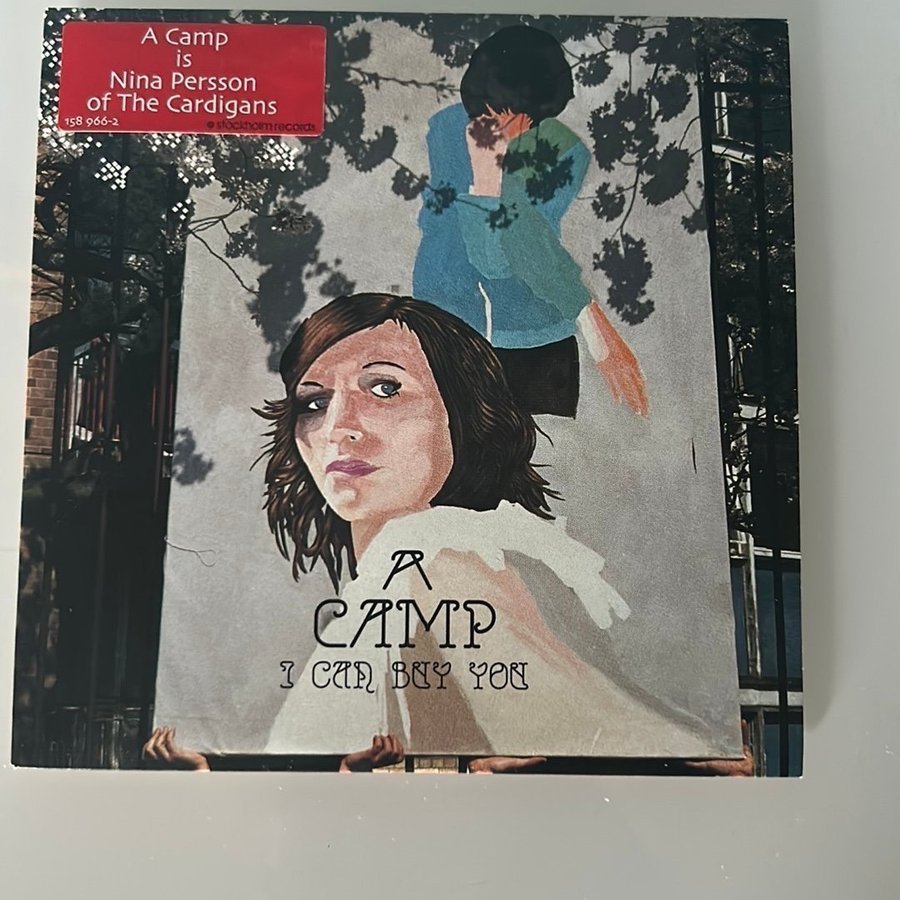 A Camp
is
Nina Persson
of The Cardigans
158 966-2
stockholm records
A
CAMP
I CAN BUY YOU